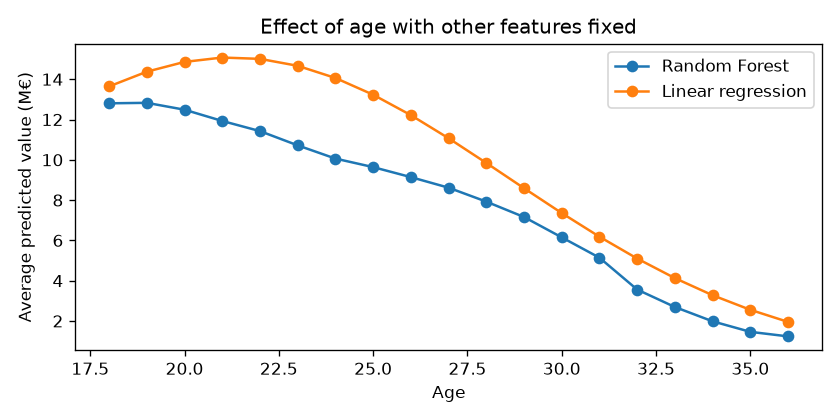 Effect of age with other features fixed
Random Forest
Linear regression
Average predicted value (M€)
14
12
10
8
6
4
2
17.5 20.0 22.5 25.0 27.5 30.0 32.5 35.0
Age